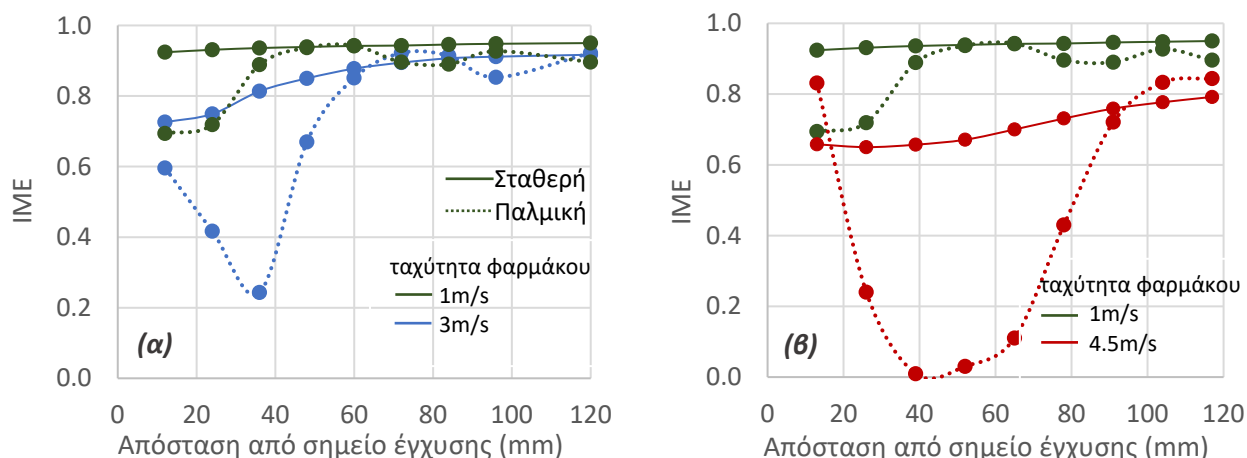 1.0
0.8
0.6
0.4
0.2
0.0
IME
Σταθερή
Παλμική
ταχύτητα φαρμάκου
1m/s
3m/s
(α)
0 20 40 60 80 100 120
Απόσταση από σημείο έγχυσης (mm)
1.0
0.8
0.6
0.4
0.2
0.0
IME
ταχύτητα φαρμάκου
1m/s
4.5m/s
(β)
0 20 40 60 80 100 120
Απόσταση από σημείο έγχυσης (mm)